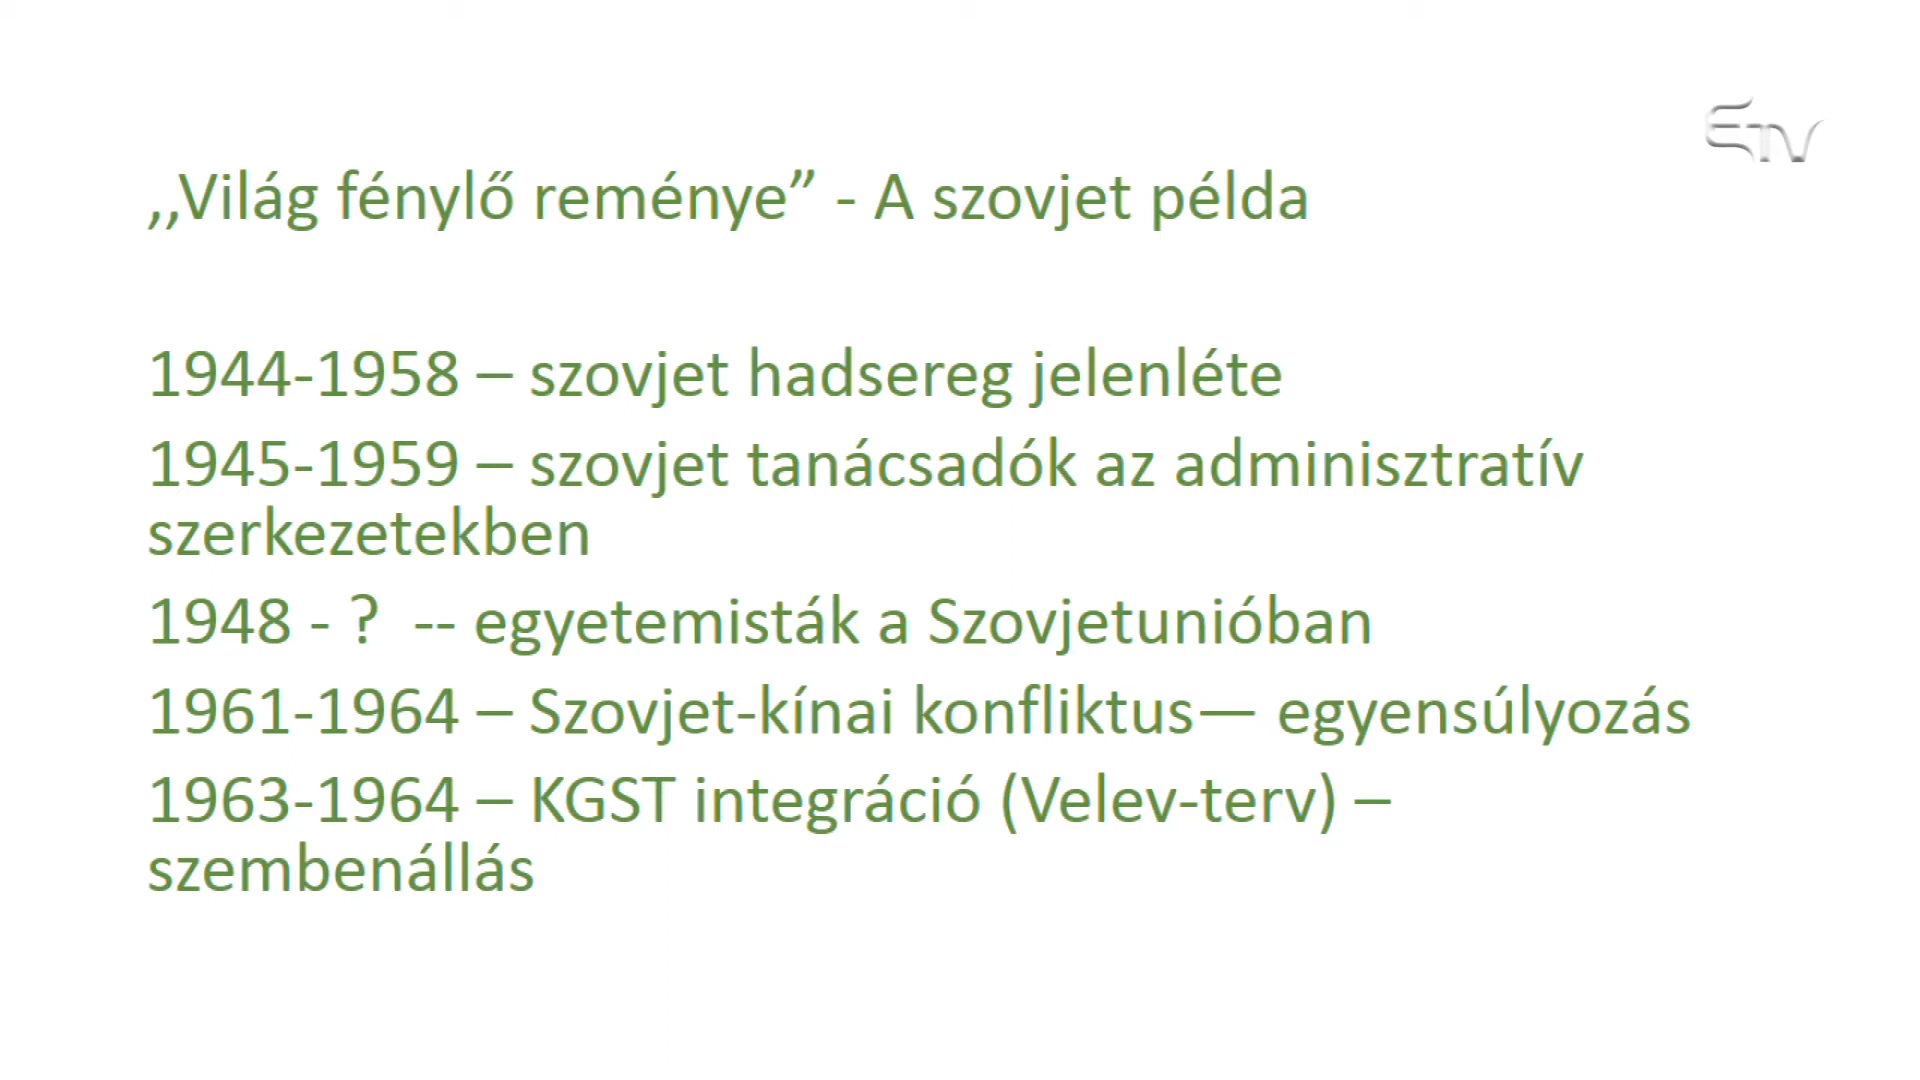 ,,Világ fénylő reménye” - A szovjet példa
1944-1958 – szovjet hadsereg jelenléte
1945-1959 – szovjet tanácsadók az adminisztratív
szerkezetekben
1948 - ?  -- egyetemisták a Szovjetunióban
1961-1964 – Szovjet-kínai konfliktus— egyensúlyozás
1963-1964 – KGST integráció (Velev-terv) –
szembenállás
ETV